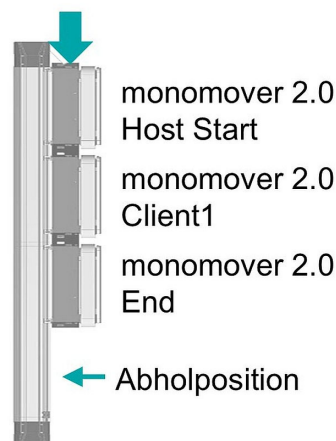 monomover 2.0
Host Start
monomover 2.0
Client1
monomover 2.0
End
Abholposition